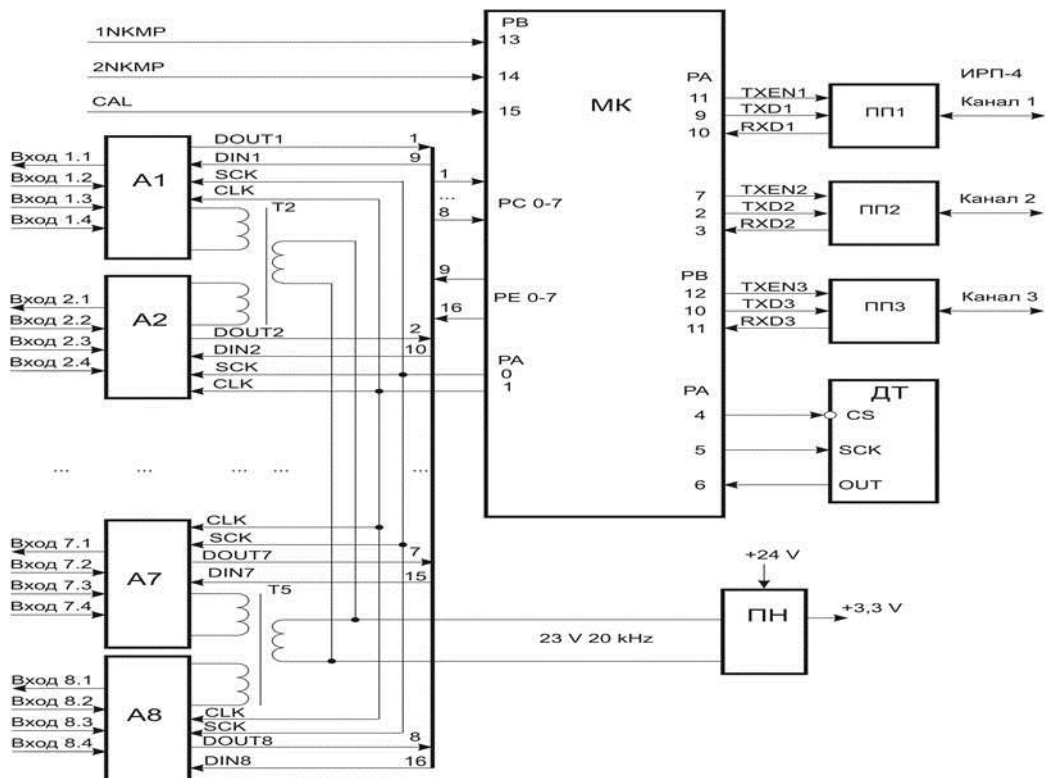 1NKMP
2NKMP
CAL
PB
13
14
15
МК
PA
11
9
10
TXEN1
TXD1
RXD1
ПП1
ИРП-4
Канал 1
7
2
3
TXEN2
TXD2
RXD2
ПП2
Канал 2
PB
12
10
11
TXEN3
TXD3
RXD3
ПП3
Канал 3
PA
4
5
6
ДТ
CS
SCK
OUT
Вход 1.1
Вход 1.2
Вход 1.3
Вход 1.4
А1
DOUT1
1
DIN1
9
SCK
CLK
T2
1
...
8
PC 0-7
9
16
PE 0-7
PA
0
1
Вход 2.1
Вход 2.2
Вход 2.3
Вход 2.4
А2
DOUT2
2
DIN2
10
SCK
CLK
... ... ... ... ...
Вход 7.1
Вход 7.2
Вход 7.3
Вход 7.4
А7
CLK
SCK
DOUT7
7
DIN7
15
T5
23 V 20 kHz
+24 V
ПН
+3,3 V
Вход 8.1
Вход 8.2
Вход 8.3
Вход 8.4
А8
CLK
SCK
DOUT8
8
DIN8
16